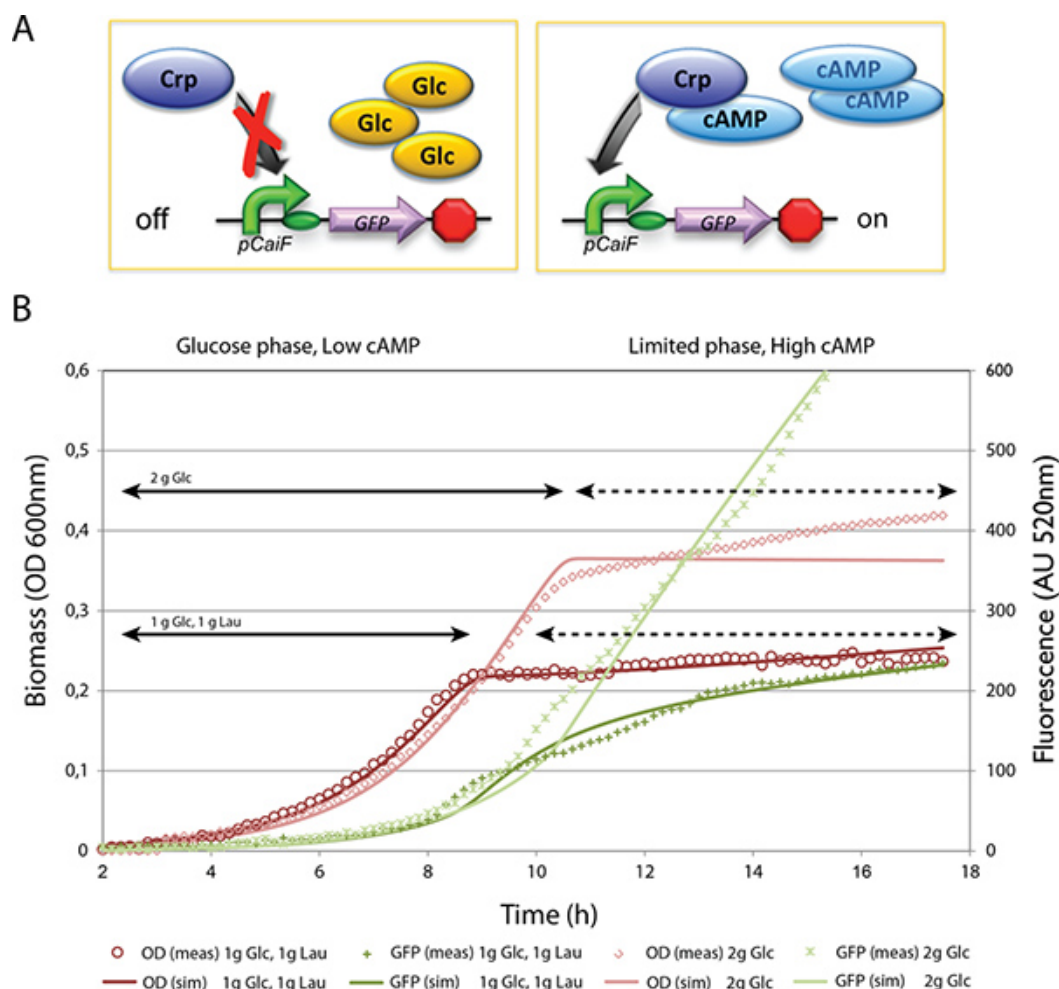 A
Crp
Glc
Glc
Glc
off
pCaiF
GFP
Crp
cAMP
cAMP
cAMP
pCaiF
GFP
on
B
Glucose phase, Low cAMP
Limited phase, High cAMP
0,6
0,5
0,4
0,3
0,2
0,1
0
Biomass (OD 600nm)
2 g Glc
1 g Glc, 1 g Lau
600
500
400
300
200
100
0
Fluorescence (AU 520nm)
2 4 6 8 10 12 14 16 18
Time (h)
OD (meas) 1g Glc, 1g Lau GFP (meas) 1g Glc, 1g Lau OD (meas) 2g Glc GFP (meas) 2g Glc
OD (sim) 1g Glc, 1g Lau GFP (sim) 1g Glc, 1g Lau OD (sim) 2g Glc GFP (sim) 2g Glc